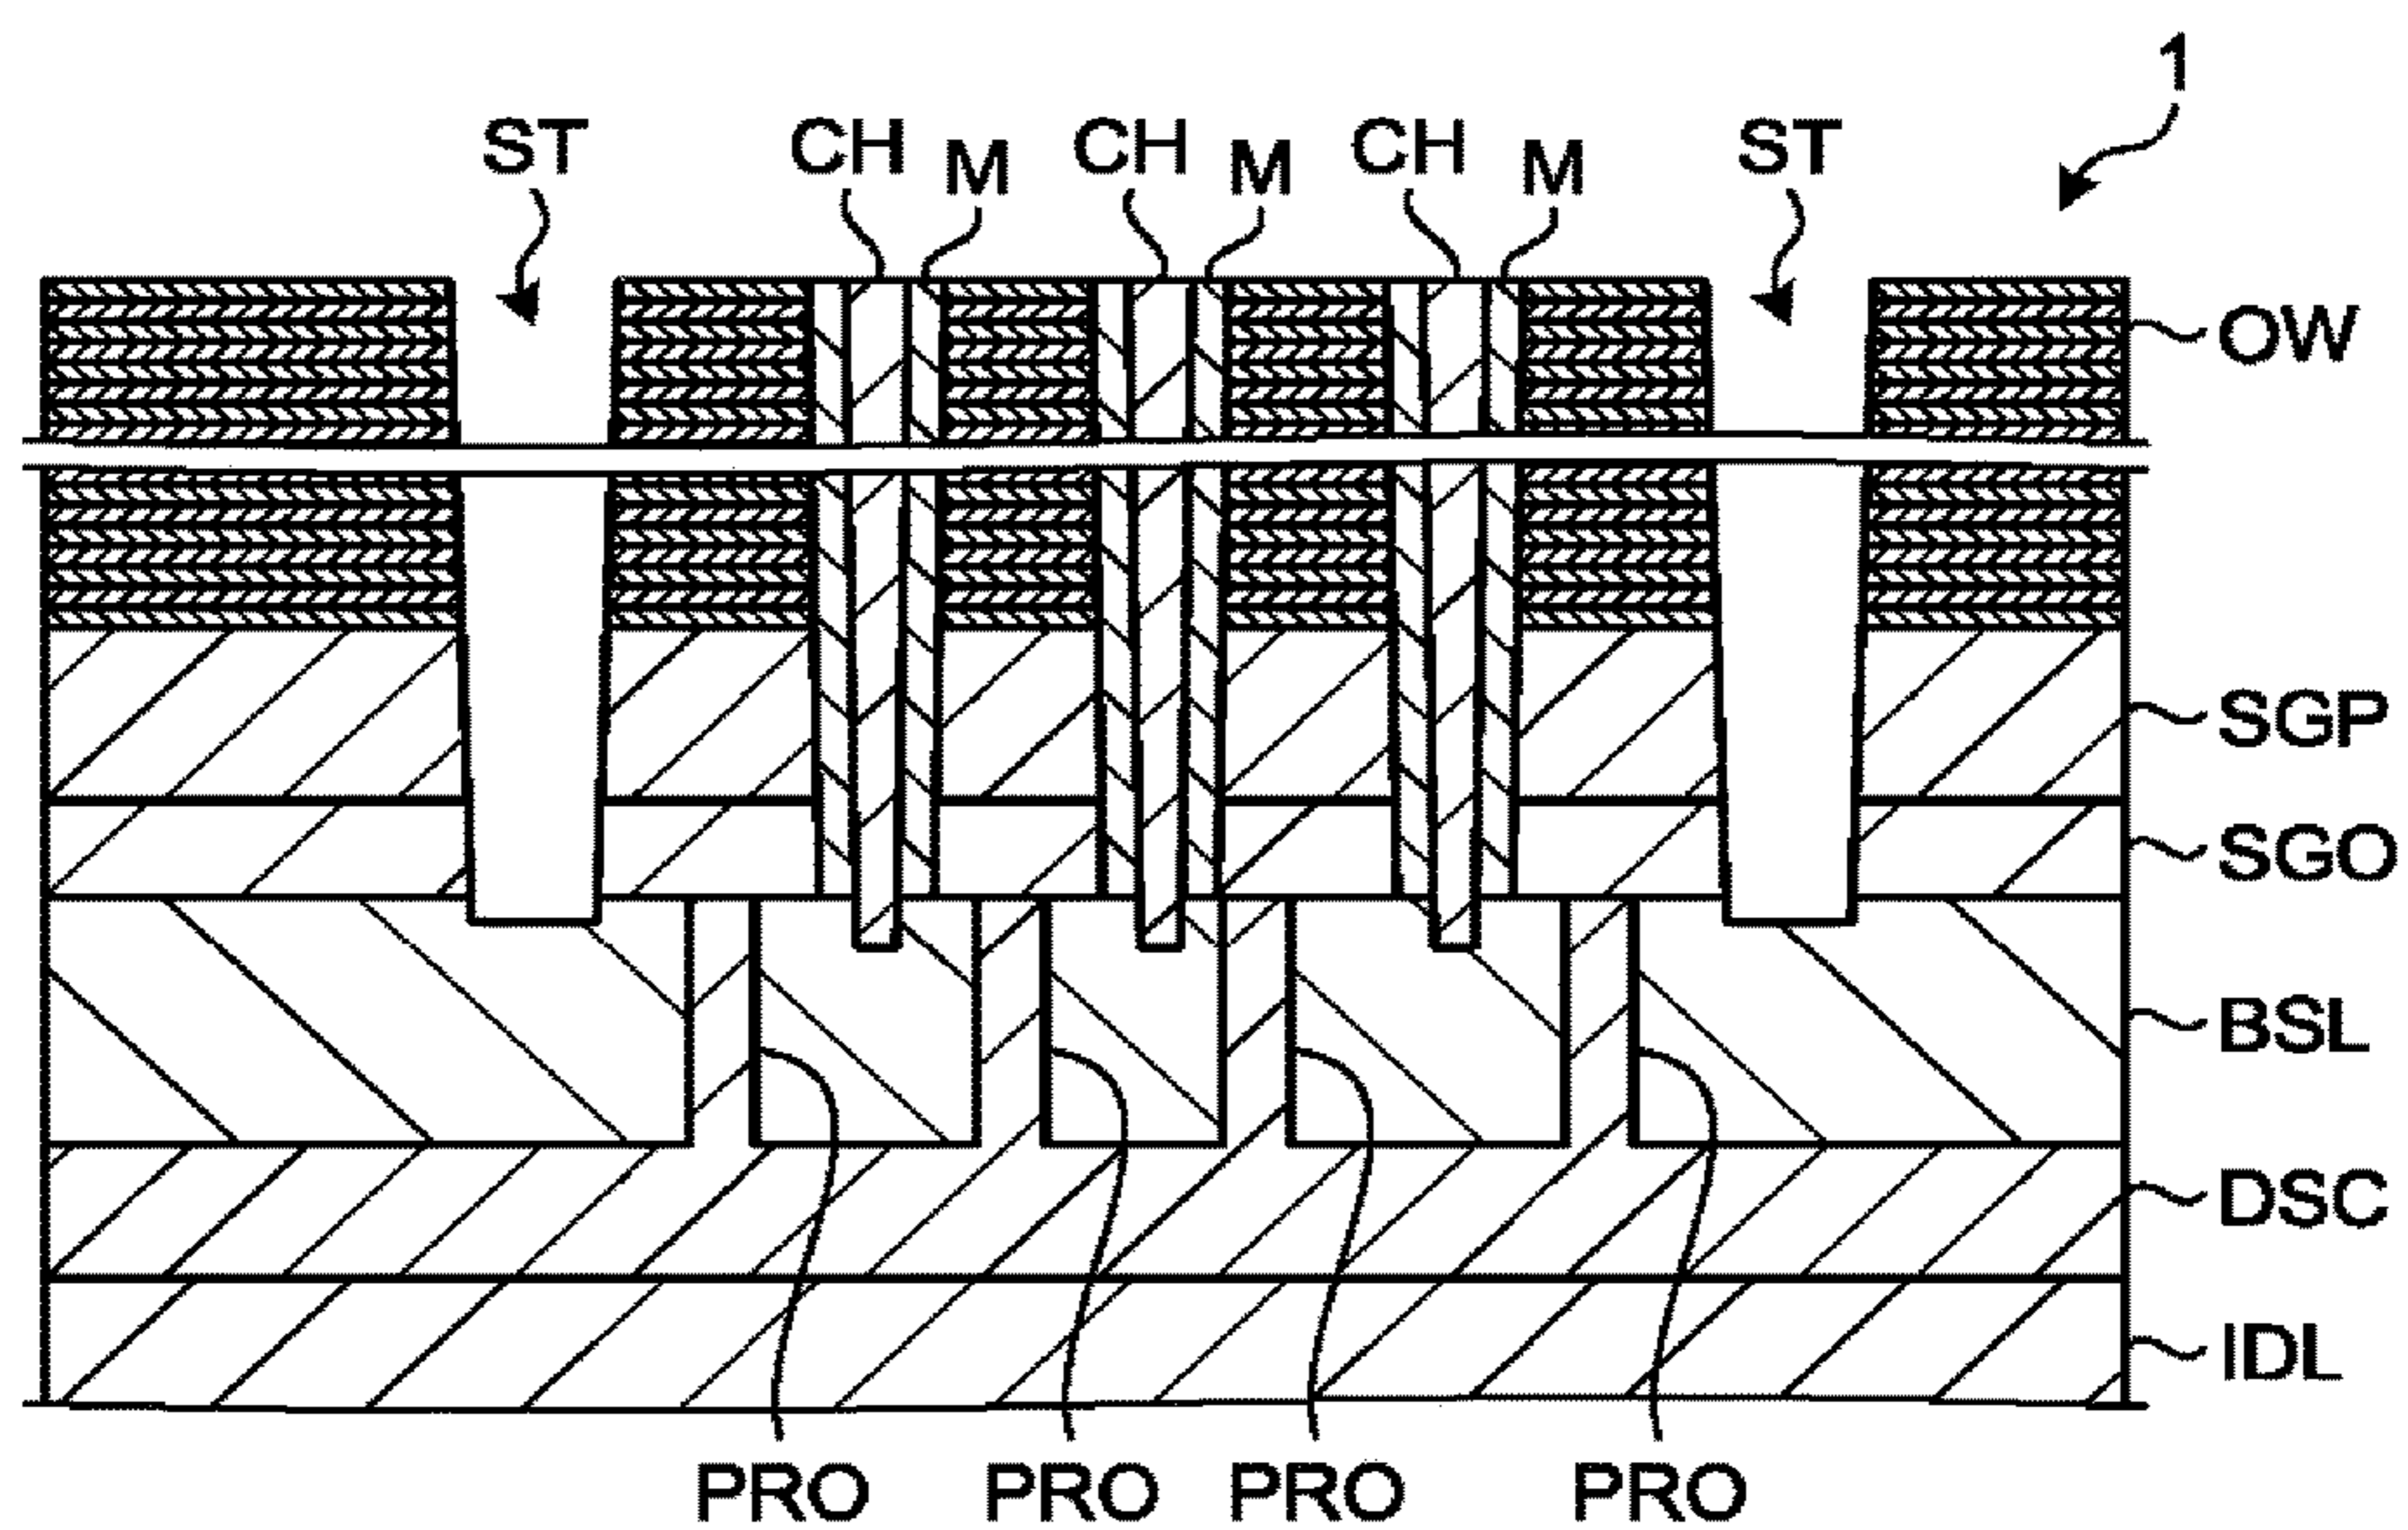 1
ST CH M CH M CH M ST
OW
SGP
SGO
BSL
DSC
IDL
PRO PRO PRO PRO